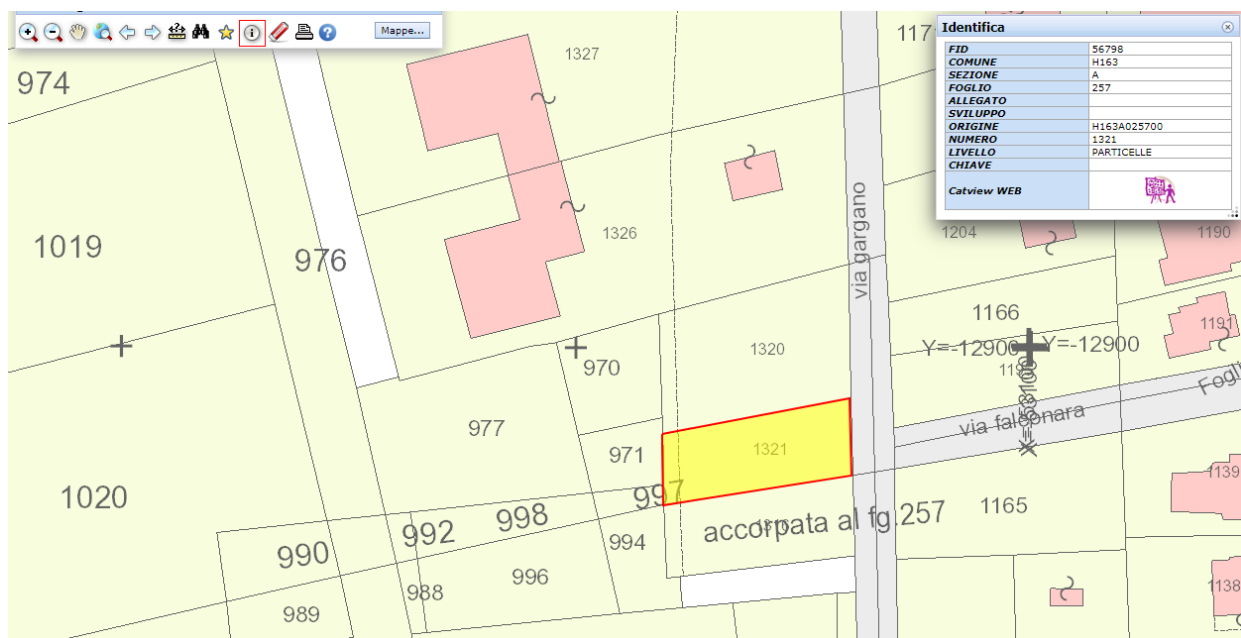 Mappe...
Identifica
FID 56798
COMUNE H163
SEZIONE A
FOGLIO 257
ALLEGATO
SVILUPPO
ORIGINE H163A025700
NUMERO 1321
LIVELLO PARTICELLE
CHIAVE
Catview WEB
974
1327
1019
976
1326
via gargano
1204
1190
1166
1191
Y=-12900
Y=-12900
970
1320
977
971
1321
via falconara
1139
1020
997
990
992
998
994
accorpata al fg.257
1165
988
996
989
1138